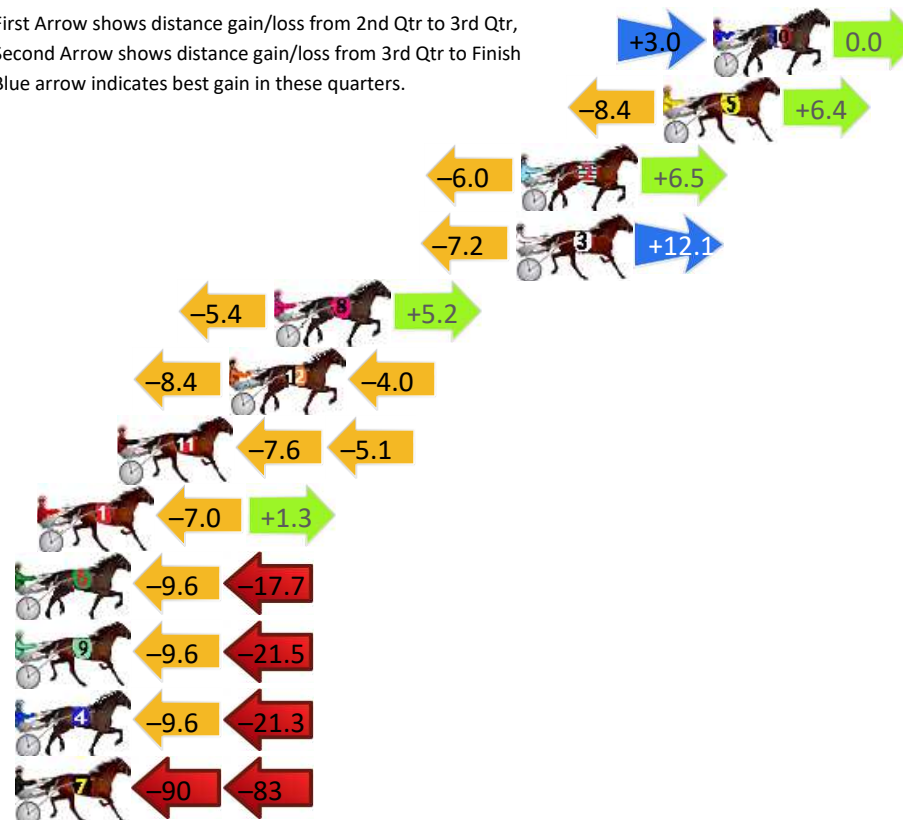 First Arrow shows distance gain/loss from 2nd Qtr to 3rd Qtr,
Second Arrow shows distance gain/loss from 3rd Qtr to Finish
Blue arrow indicates best gain in these quarters.
+3.0 10 0.0
−8.4 5 +6.4
−6.0 2 +6.5
−7.2 3 +12.1
−5.4 8 +5.2
−8.4 12 −4.0
11 −7.6 −5.1
1 −7.0 +1.3
6 −9.6 −17.7
9 −9.6 −21.5
4 −9.6 −21.3
7 −90 −83